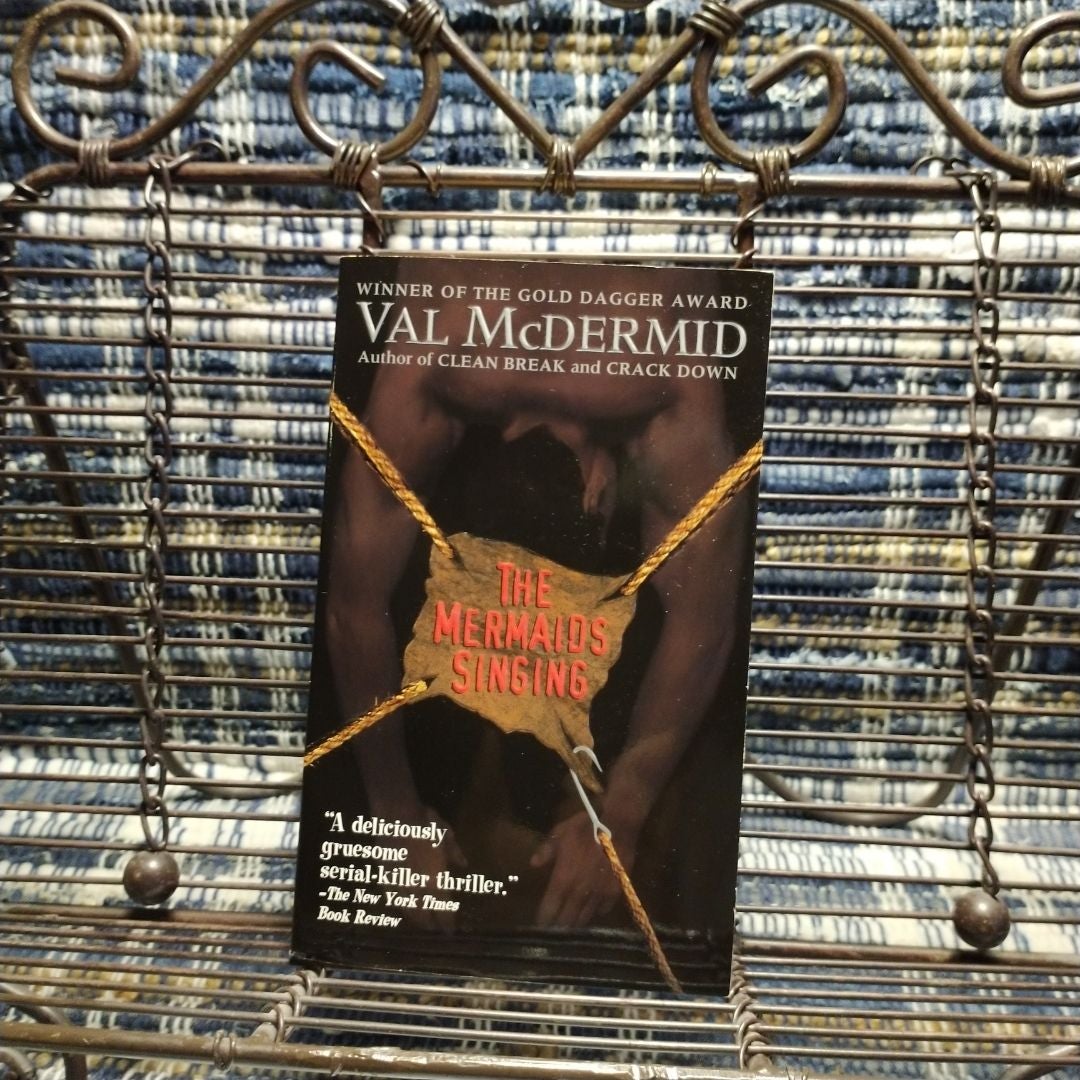 WINNER OF THE GOLD DAGGER AWARD
VAL McDERMID
Author of CLEAN BREAK and CRACK DOWN
THE
MERMAIDS
SINGING
“A deliciously
gruesome
serial-killer thriller.”
–The New York Times
Book Review